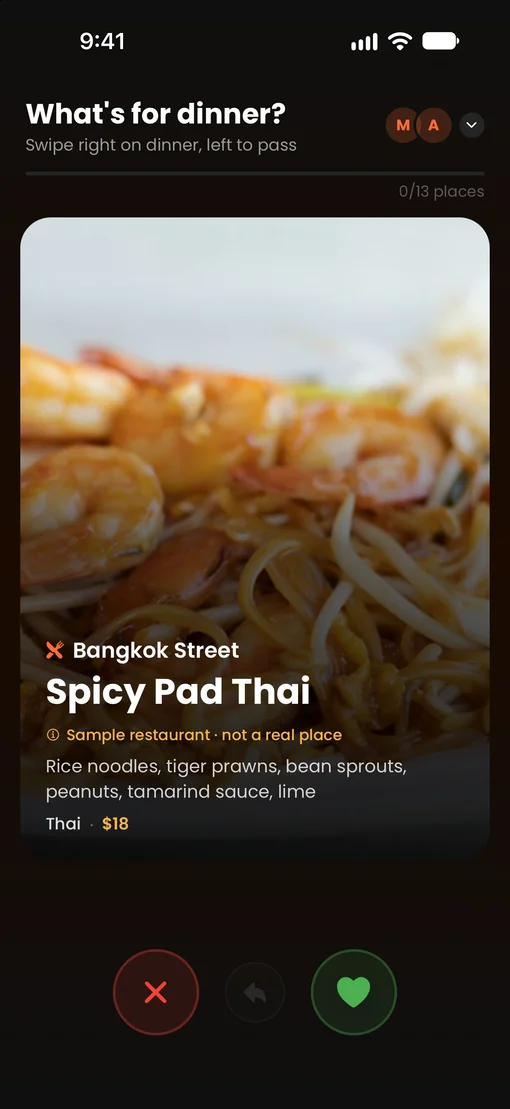 9:41
What's for dinner?
Swipe right on dinner, left to pass
M A
0/13 places
Bangkok Street
Spicy Pad Thai
Sample restaurant · not a real place
Rice noodles, tiger prawns, bean sprouts,
peanuts, tamarind sauce, lime
Thai · $18